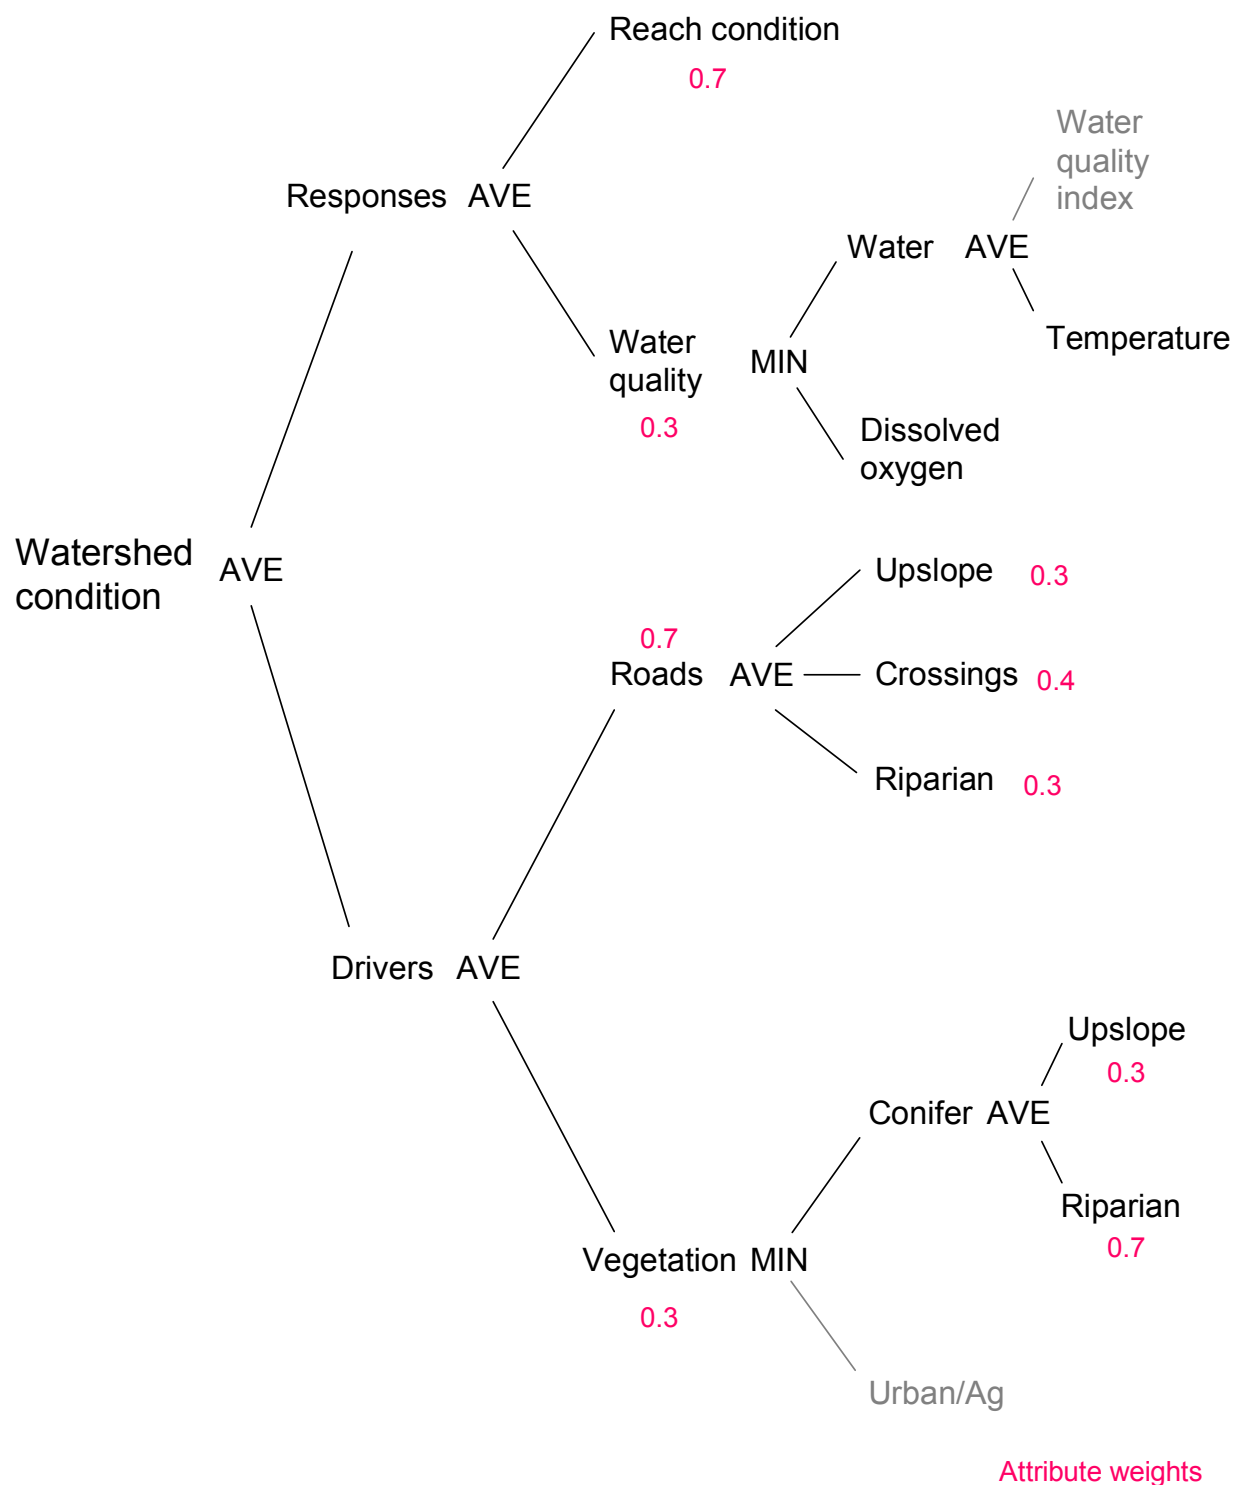 Reach condition
0.7
Water
quality
index
Responses AVE
Water AVE
Temperature
Water
quality
0.3
MIN
Dissolved
oxygen
Watershed
condition
AVE
Upslope 0.3
0.7
Roads AVE
Crossings 0.4
Riparian 0.3
Drivers AVE
Upslope
0.3
Conifer AVE
Riparian
0.7
Vegetation MIN
0.3
Urban/Ag
Attribute weights